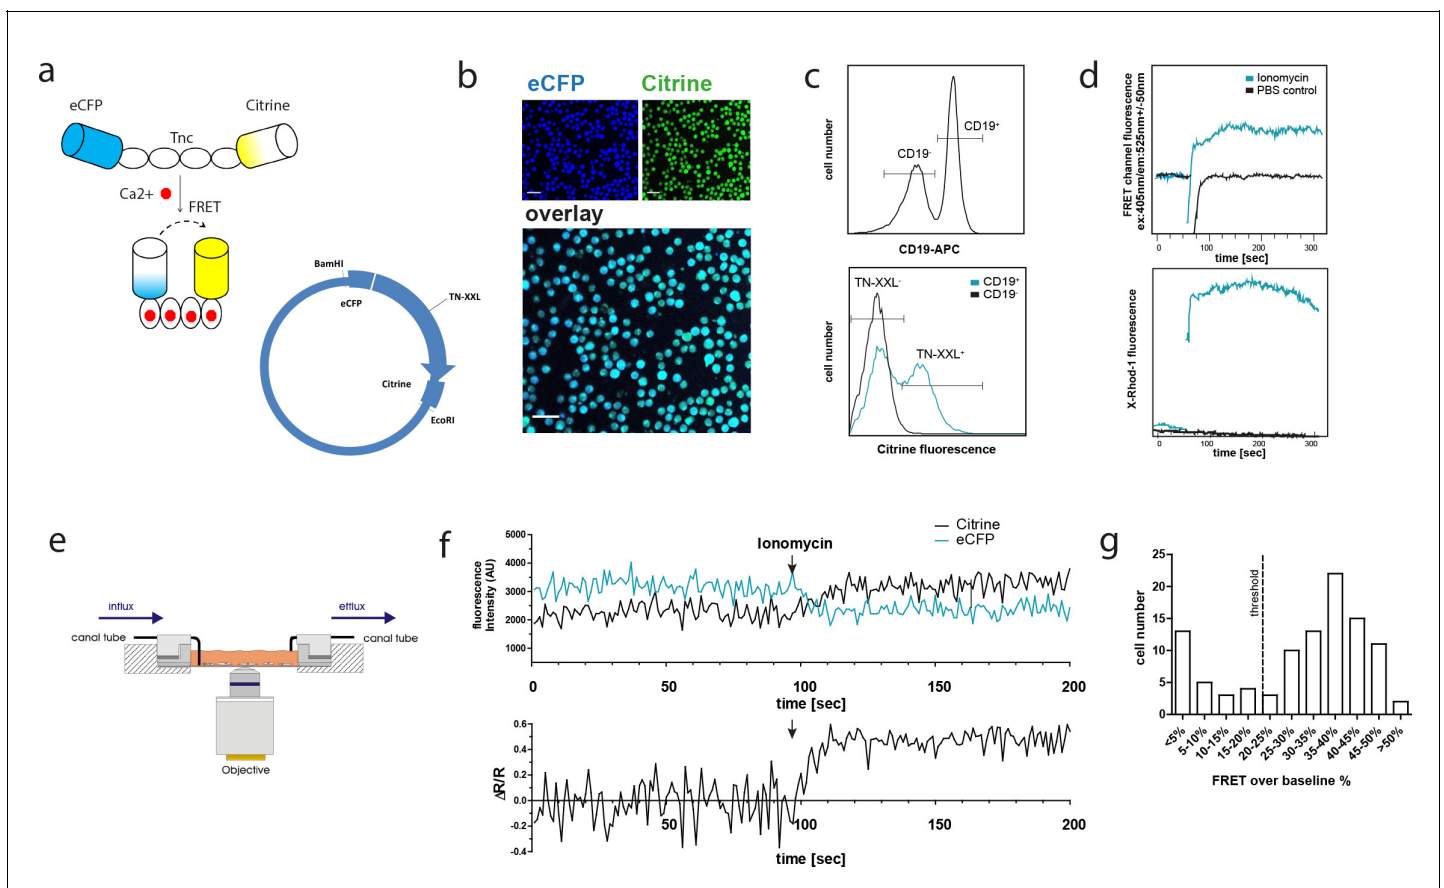 a
eCFP
Citrine
Tnc
Ca2+
FRET
BamHI
eCFP
TN-XXL
Citrine
EcoRI
b
eCFP
Citrine
overlay
c
cell number
CD19-
CD19+
CD19-APC
cell number
TN-XXL-
CD19+
CD19-
TN-XXL+
Citrine fluorescence
d
FRET channel fluorescence
ex:405nm/em:525nm+/-50nm
Ionomycin
PBS control
0 100 200 300
time [sec]
X-Rhod-1 fluorescence
0 100 200 300
time [sec]
e
influx
efflux
canal tube
canal tube
Objective
f
Citrine
eCFP
Ionomycin
fluorescence
Intensity (AU)
5000
4000
3000
2000
1000
0 50 100 150 200
time [sec]
ΔR/R
0.6
0.4
0.2
0.0
-0.2
-0.4
50 100 150 200
time [sec]
g
cell number
25
20
15
10
5
0
threshold
<5% 5-10% 10-15% 15-20% 20-25% 25-30% 30-35% 35-40% 40-45% 45-50% >50%
FRET over baseline %